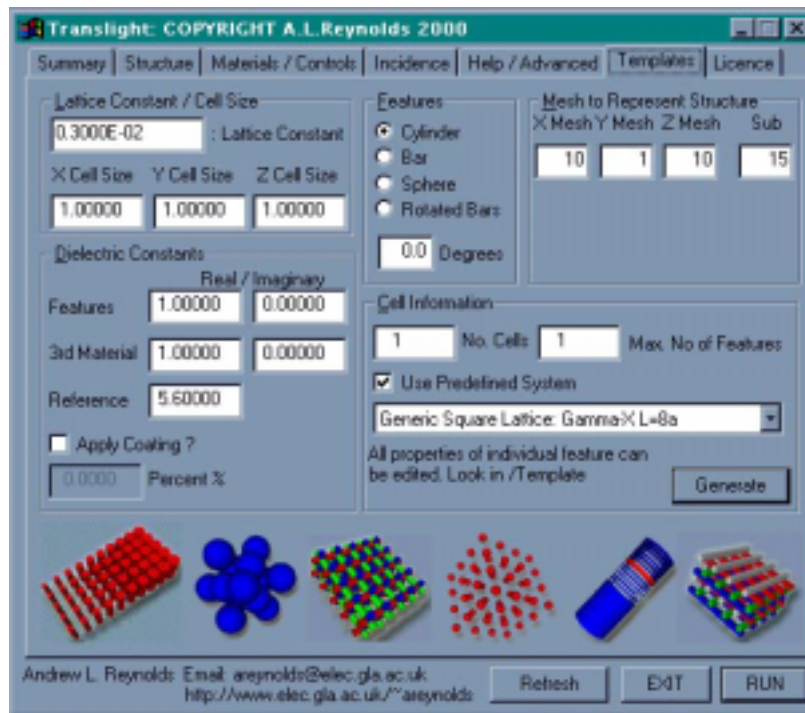 Translight: COPYRIGHT A.L.Reynolds 2000
Summary Structure Materials / Controls Incidence Help / Advanced Templates Licence
Lattice Constant / Cell Size
0.3000E-02 : Lattice Constant
X Cell Size Y Cell Size Z Cell Size
1.00000 1.00000 1.00000
Features
Cylinder
Bar
Sphere
Rotated Bars
0.0 Degrees
Mesh to Represent Structure
X Mesh Y Mesh Z Mesh Sub
10 1 10 15
Dielectric Constants
Real / Imaginary
Features 1.00000 0.00000
3rd Material 1.00000 0.00000
Reference 5.60000
Apply Coating ?
0.0000 Percent %
Cell Information
1 No. Cells 1 Max. No of Features
Use Predefined System
Generic Square Lattice: Gamma-X L=8a
All properties of individual feature can
be edited. Look in /Template
Generate
Andrew L. Reynolds Email: areynolds@elec.gla.ac.uk
http://www.elec.gla.ac.uk/~areynolds
Refresh EXIT RUN